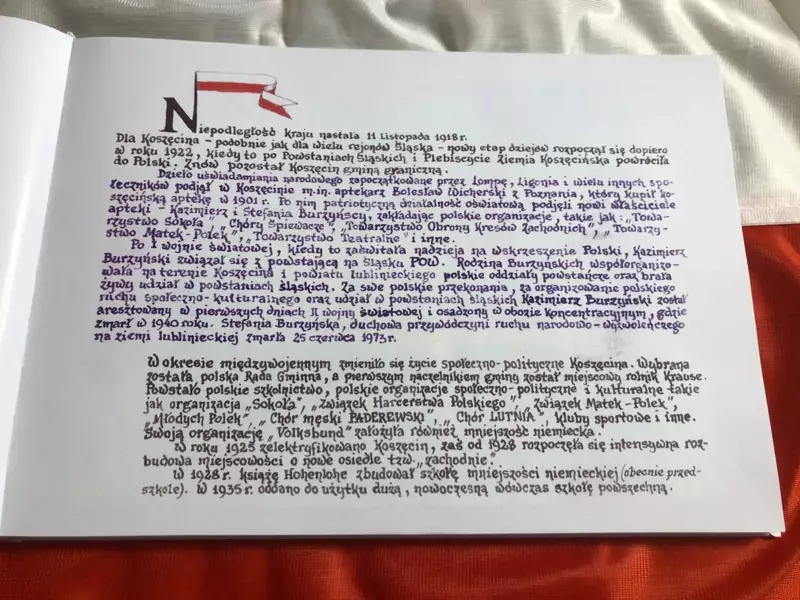 Niepodległość kraju nastała 11 listopada 1918 r.
Dla Koszęcina - podobnie jak dla wielu rejonów Śląska - nowy etap dziejów rozpoczął się dopiero
w roku 1922, kiedy to po Powstaniach Śląskich i Plebiscycie Ziemia Koszęcińska powróciła
do Polski. Znów pozostał Koszęcin gminą graniczną.
Dzieło uświadamiania narodowego zapoczątkowane przez Lompę, Ligonia i wielu innych spo-
łeczników podjął w Koszęcinie m.in. aptekarz Bolesław Wicherski z Poznania, który kupił ko-
szęcińską aptekę w 1901 r. Po nim patriotyczną działalność oświatową podjęli nowi właściciele
apteki - Kazimierz i Stefania Burzyńscy, zakładając polskie organizacje, takie jak: „Towa-
rzystwo Sokoła", „Chóry Śpiewacze", „Towarzystwo Obrony Kresów Zachodnich", „Towarzy-
stwo Matek-Polek", „Towarzystwo Teatralne" i inne.
Po I wojnie światowej, kiedy to zaświtała nadzieja na wskrzeszenie Polski, Kazimierz
Burzyński związał się z powstającą na Śląsku POW. Rodzina Burzyńskich współorganizo-
wała na terenie Koszęcina i powiatu lublinieckiego polskie oddziały powstańcze oraz brała
żywy udział w powstaniach śląskich. Za swe polskie przekonania, za organizowanie polskiego
ruchu społeczno-kulturalnego oraz udział w powstaniach śląskich Kazimierz Burzyński został
aresztowany w pierwszych dniach II wojny światowej i osadzony w obozie koncentracyjnym, gdzie
zmarł w 1940 roku. Stefania Burzyńska, duchowa przywódczyni ruchu narodowo-wyzwoleńczego
na ziemi lublinieckiej zmarła 25 czerwca 1973 r.
W okresie międzywojennym zmieniło się życie społeczno-polityczne Koszęcina. Wybrana
została polska Rada Gminna, a pierwszym naczelnikiem gminy został miejscowy rolnik Krause.
Powstało polskie szkolnictwo, polskie organizacje społeczno-polityczne i kulturalne takie
jak organizacja „Sokoła", „Związek Harcerstwa Polskiego", „Związek Matek-Polek",
„Młodych Polek", „Chór męski PADEREWSKI", „Chór LUTNIA", kluby sportowe i inne.
Swoją organizację „Volksbund" założyła również mniejszość niemiecka.
W roku 1925 zelektryfikowano Koszęcin, zaś od 1928 rozpoczęła się intensywna roz-
budowa miejscowości o nowe osiedle tzw. „zachodnie".
W 1928 r. książę Hohenlohe zbudował szkołę mniejszości niemieckiej (obecnie przed-
szkole). W 1935 r. oddano do użytku dużą, nowoczesną wówczas szkołę powszechną.